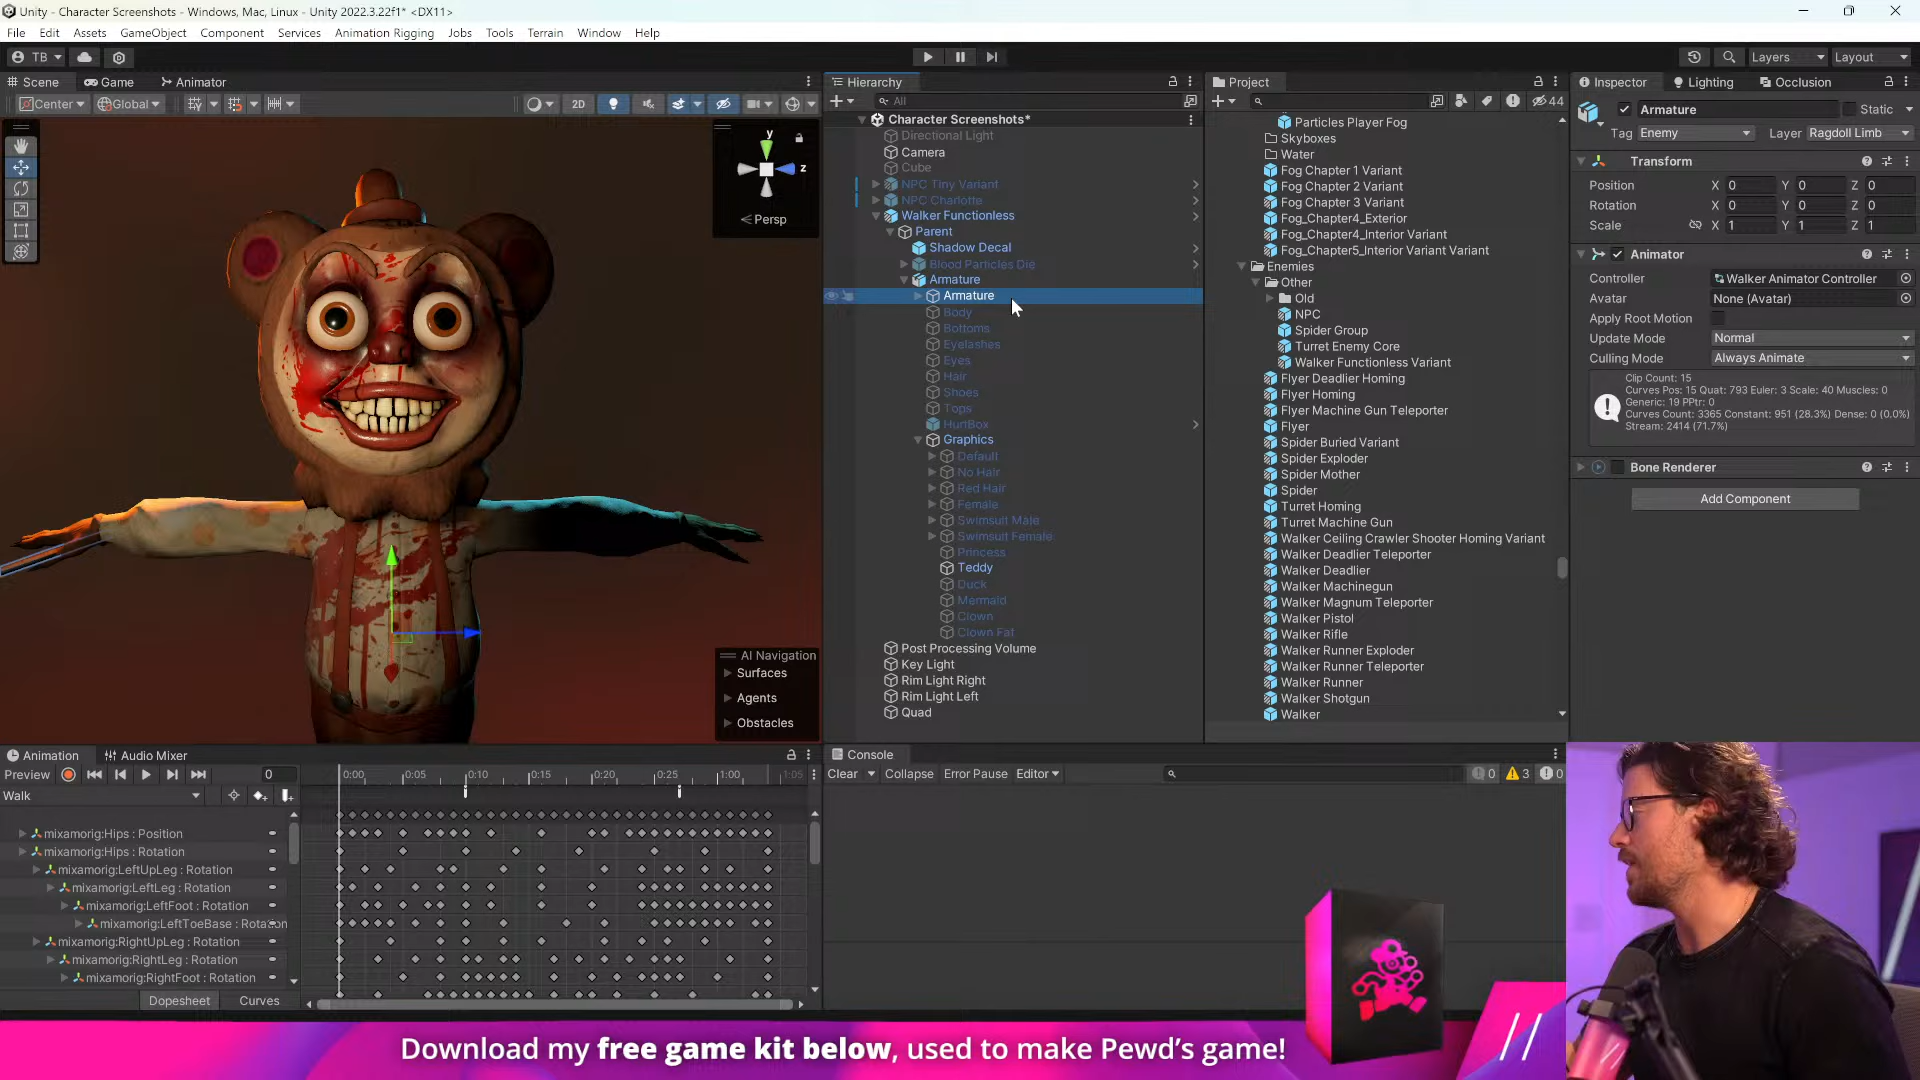 Unity - Character Screenshots - Windows, Mac, Linux - Unity 2022.3.22f1* <DX11>
File Edit Assets GameObject Component Services Animation Rigging Jobs Tools Terrain Window Help
TB
Layers Layout
Scene Game Animator
Center Global
2D
y
z
Persp
AI Navigation
Surfaces
Agents
Obstacles
Hierarchy
All
Character Screenshots*
Directional Light
Camera
Cube
NPC Tiny Variant
NPC Charlotte
Walker Functionless
Parent
Shadow Decal
Blood Particles Die
Armature
Armature
Body
Bottoms
Eyelashes
Eyes
Hair
Shoes
Tops
HurtBox
Graphics
Default
No Hair
Red Hair
Female
Swimsuit Male
Swimsuit Female
Princess
Teddy
Duck
Mermaid
Clown
Clown Fat
Post Processing Volume
Key Light
Rim Light Right
Rim Light Left
Quad
Project
44
Particles Player Fog
Skyboxes
Water
Fog Chapter 1 Variant
Fog Chapter 2 Variant
Fog Chapter 3 Variant
Fog_Chapter4_Exterior
Fog_Chapter4_Interior Variant
Fog_Chapter5_Interior Variant Variant
Enemies
Other
Old
NPC
Spider Group
Turret Enemy Core
Walker Functionless Variant
Flyer Deadlier Homing
Flyer Homing
Flyer Machine Gun Teleporter
Flyer
Spider Buried Variant
Spider Exploder
Spider Mother
Spider
Turret Homing
Turret Machine Gun
Walker Ceiling Crawler Shooter Homing Variant
Walker Deadlier Teleporter
Walker Deadlier
Walker Machinegun
Walker Magnum Teleporter
Walker Pistol
Walker Rifle
Walker Runner Exploder
Walker Runner Teleporter
Walker Runner
Walker Shotgun
Walker
Inspector Lighting Occlusion
Armature Static
Tag Enemy Layer Ragdoll Limb
Transform
Position X 0 Y 0 Z 0
Rotation X 0 Y 0 Z 0
Scale X 1 Y 1 Z 1
Animator
Controller Walker Animator Controller
Avatar None (Avatar)
Apply Root Motion
Update Mode Normal
Culling Mode Always Animate
Clip Count: 15
Curves Pos: 15 Quat: 793 Euler: 3 Scale: 40 Muscles: 0
Generic: 19 PPtr: 0
Curves Count: 3365 Constant: 951 (28.3%) Dense: 0 (0.0%)
Stream: 2414 (71.7%)
Bone Renderer
Add Component
Animation Audio Mixer
Preview 0
0:00 0:05 0:10 0:15 0:20 0:25 1:00 1:05
Walk
mixamorig:Hips : Position
mixamorig:Hips : Rotation
mixamorig:LeftUpLeg : Rotation
mixamorig:LeftLeg : Rotation
mixamorig:LeftFoot : Rotation
mixamorig:LeftToeBase : Rotation
mixamorig:RightUpLeg : Rotation
mixamorig:RightLeg : Rotation
mixamorig:RightFoot : Rotation
Dopesheet Curves
Console
Clear Collapse Error Pause Editor
0 3 0
Download my free game kit below, used to make Pewd's game!
//